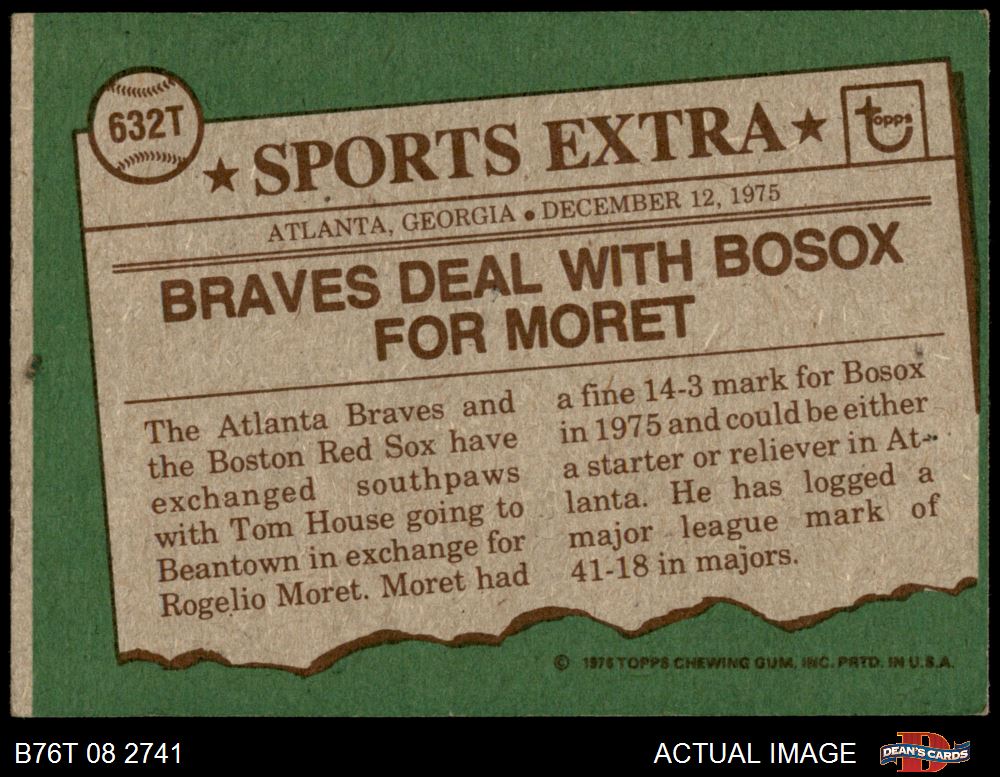 632T
★ SPORTS EXTRA ★
topps
ATLANTA, GEORGIA • DECEMBER 12, 1975
BRAVES DEAL WITH BOSOX
FOR MORET
The Atlanta Braves and
the Boston Red Sox have
exchanged southpaws
with Tom House going to
Beantown in exchange for
Rogelio Moret. Moret had
a fine 14-3 mark for Bosox
in 1975 and could be either
a starter or reliever in At-
lanta. He has logged a
major league mark of
41-18 in majors.
© 1976 TOPPS CHEWING GUM, INC. PRTD. IN U.S.A.
B76T 08 2741
ACTUAL IMAGE
DEAN'S CARDS